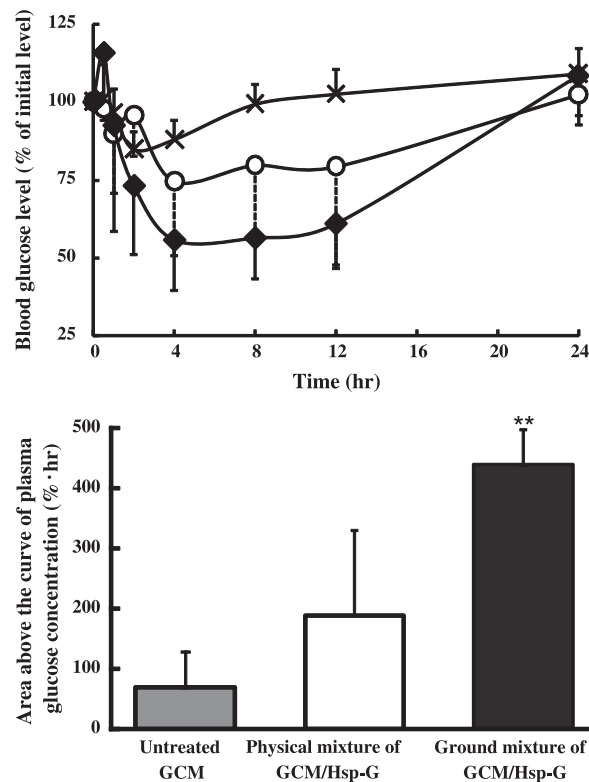 Blood glucose level (% of initial level)
125
100
75
50
25
0
4
8
12
16
20
24
Time (hr)
Area above the curve of plasma
glucose concentration (%·hr)
500
400
300
200
100
0
**
Untreated
GCM
Physical mixture of
GCM/Hsp-G
Ground mixture of
GCM/Hsp-G